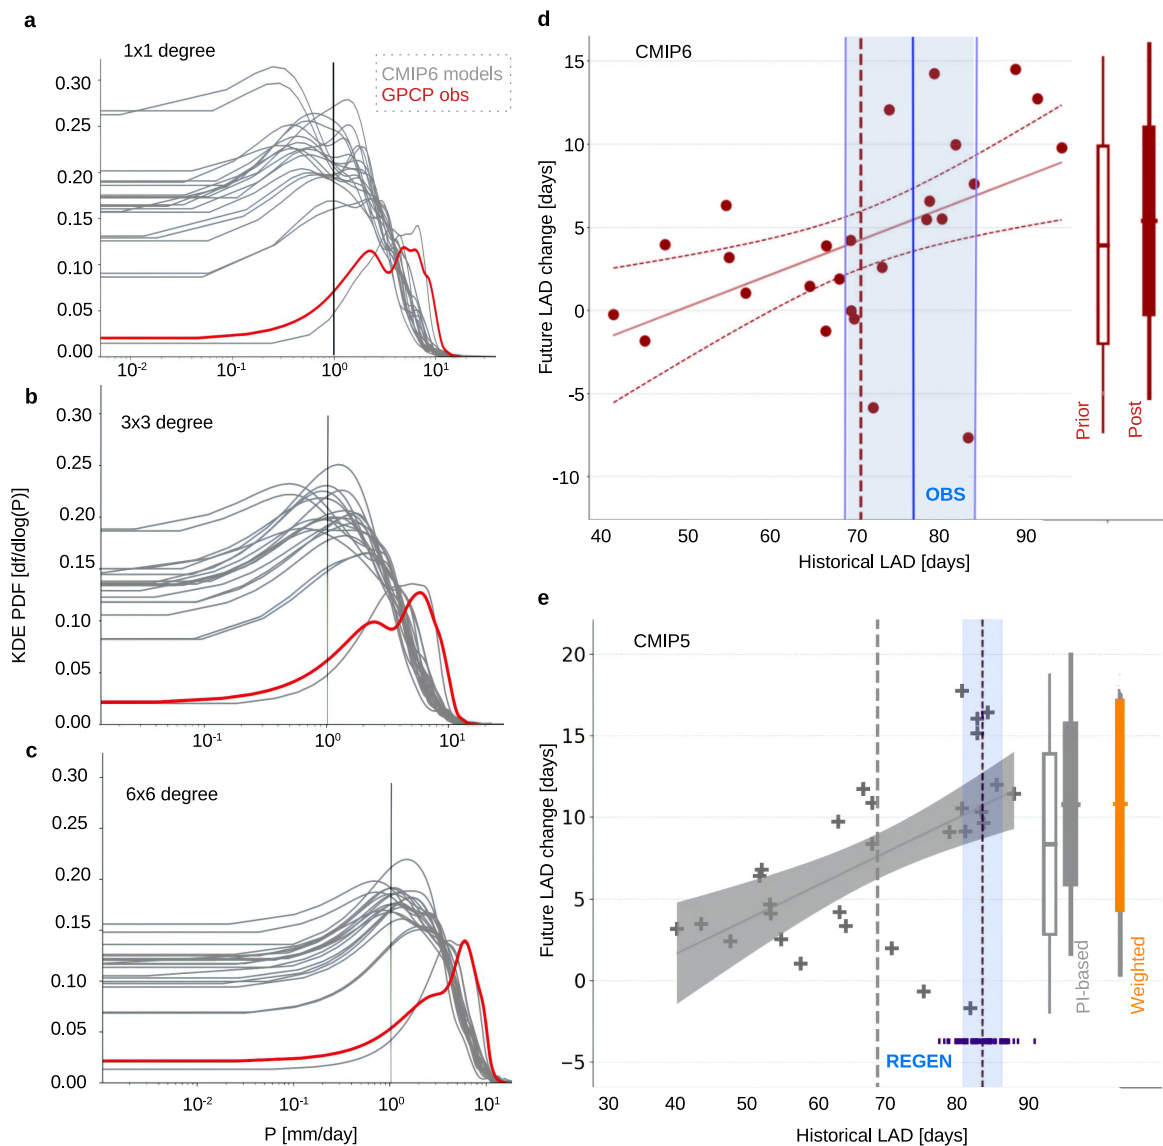 a
1x1 degree
CMIP6 models
GPCP obs
0.30
0.25
0.20
0.15
0.10
0.05
0.00
10-2
10-1
100
101
b
3x3 degree
0.30
0.25
0.20
0.15
0.10
0.05
0.00
10-1
100
101
KDE PDF [df/dlog(P)]
c
6x6 degree
0.30
0.25
0.20
0.15
0.10
0.05
0.00
10-2
10-1
100
101
P [mm/day]
d
CMIP6
15
10
5
0
-5
-10
Future LAD change [days]
OBS
Prior
Post
40 50 60 70 80 90
Historical LAD [days]
e
CMIP5
20
15
10
5
0
−5
Future LAD change [days]
REGEN
PI-based
Weighted
30 40 50 60 70 80 90
Historical LAD [days]